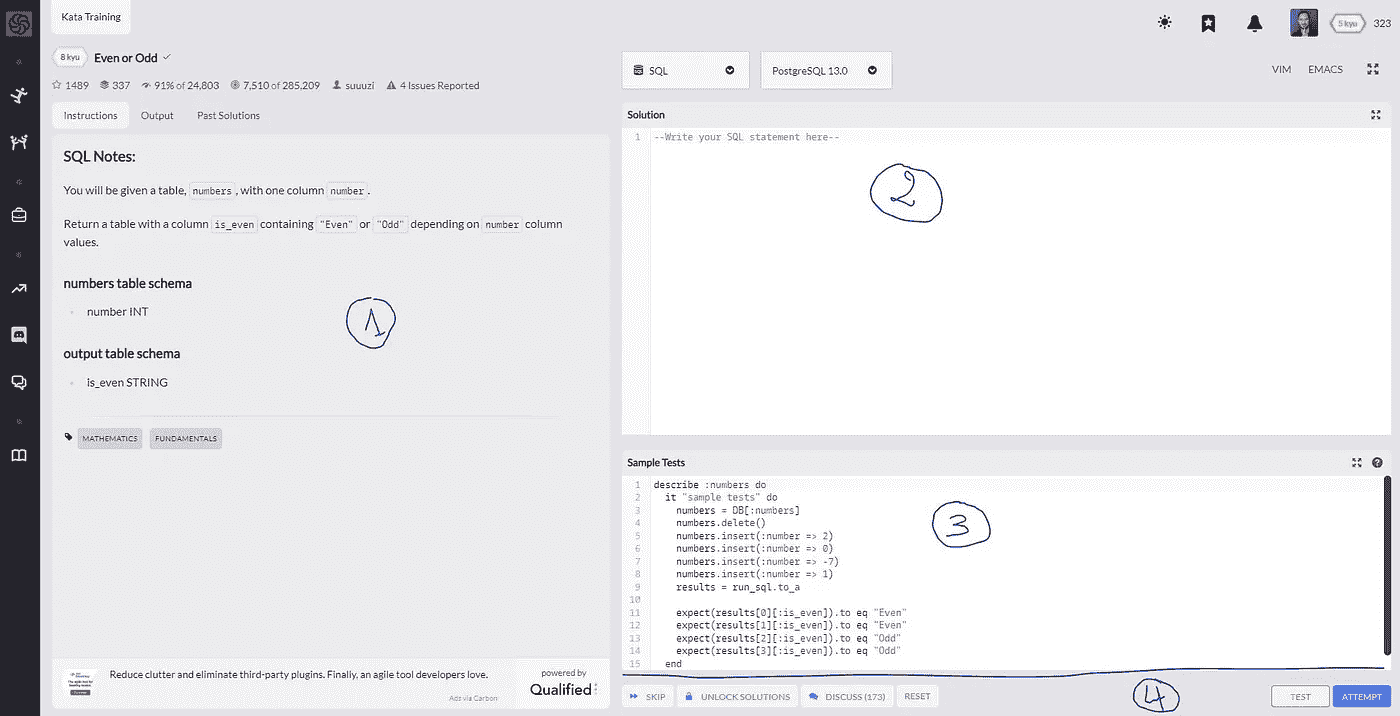 Kata Training
5 kyu 323
8 kyu Even or Odd
1489 337 91% of 24,803 7,510 of 285,209 suuuzi 4 Issues Reported
Instructions Output Past Solutions
SQL Notes:
You will be given a table, numbers , with one column number .
Return a table with a column is_even containing "Even" or "Odd" depending on number column
values.
numbers table schema
number INT
1
output table schema
is_even STRING
MATHEMATICS FUNDAMENTALS
Reduce clutter and eliminate third-party plugins. Finally, an agile tool developers love.
Ads via Carbon
powered by
Qualified
SQL PostgreSQL 13.0 VIM EMACS
Solution
1 --Write your SQL statement here--
2
Sample Tests
1 describe :numbers do
2 it "sample tests" do
3 numbers = DB[:numbers]
4 numbers.delete()
5 numbers.insert(:number => 2)
6 numbers.insert(:number => 0)
7 numbers.insert(:number => -7)
8 numbers.insert(:number => 1)
9 results = run_sql.to_a
10
11 expect(results[0][:is_even]).to eq "Even"
12 expect(results[1][:is_even]).to eq "Even"
13 expect(results[2][:is_even]).to eq "Odd"
14 expect(results[3][:is_even]).to eq "Odd"
15 end
3
SKIP UNLOCK SOLUTIONS DISCUSS (173) RESET 4 TEST ATTEMPT